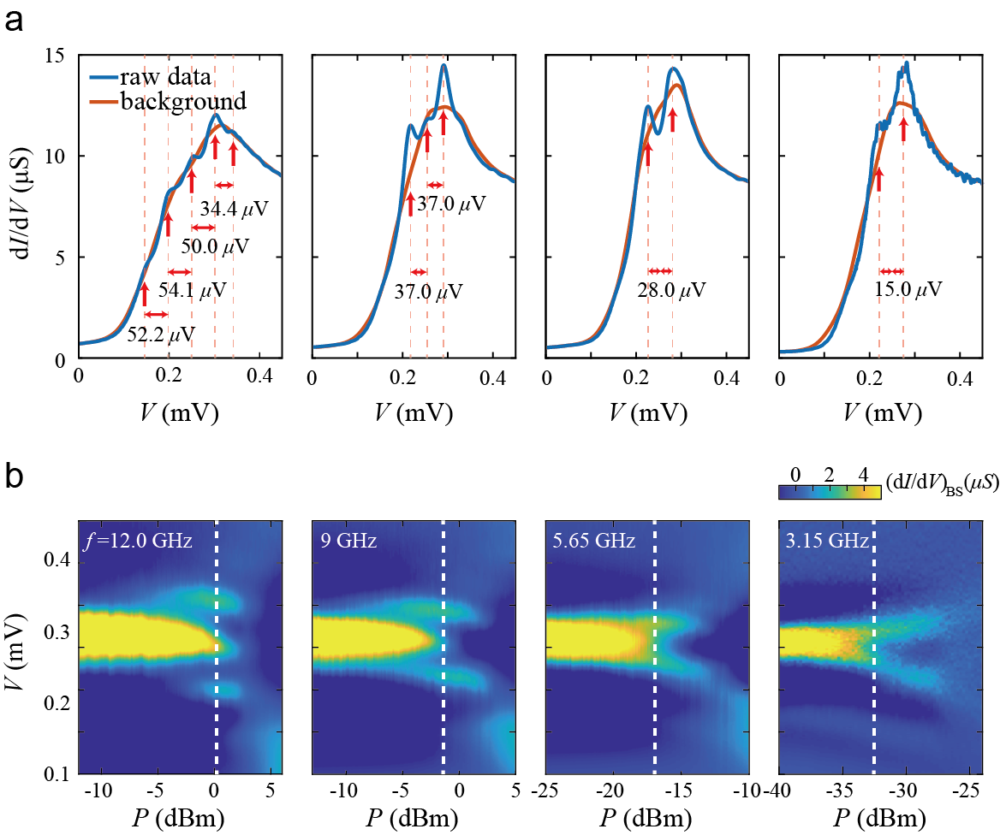 a
15
10
5
0
dI/dV (μS)
raw data
background
34.4 μV
50.0 μV
54.1 μV
52.2 μV
0 0.2 0.4
V (mV)
37.0 μV
37.0 μV
0 0.2 0.4
V (mV)
28.0 μV
0 0.2 0.4
V (mV)
15.0 μV
0 0.2 0.4
V (mV)
b
0 2 4
(dI/dV)BS(μS)
f =12.0 GHz
9 GHz
5.65 GHz
3.15 GHz
0.4
0.3
0.2
0.1
V (mV)
-10 -5 0 5
P (dBm)
-10 -5 0 5
P (dBm)
-25 -20 -15 -10
P (dBm)
-40 -35 -30 -25
P (dBm)